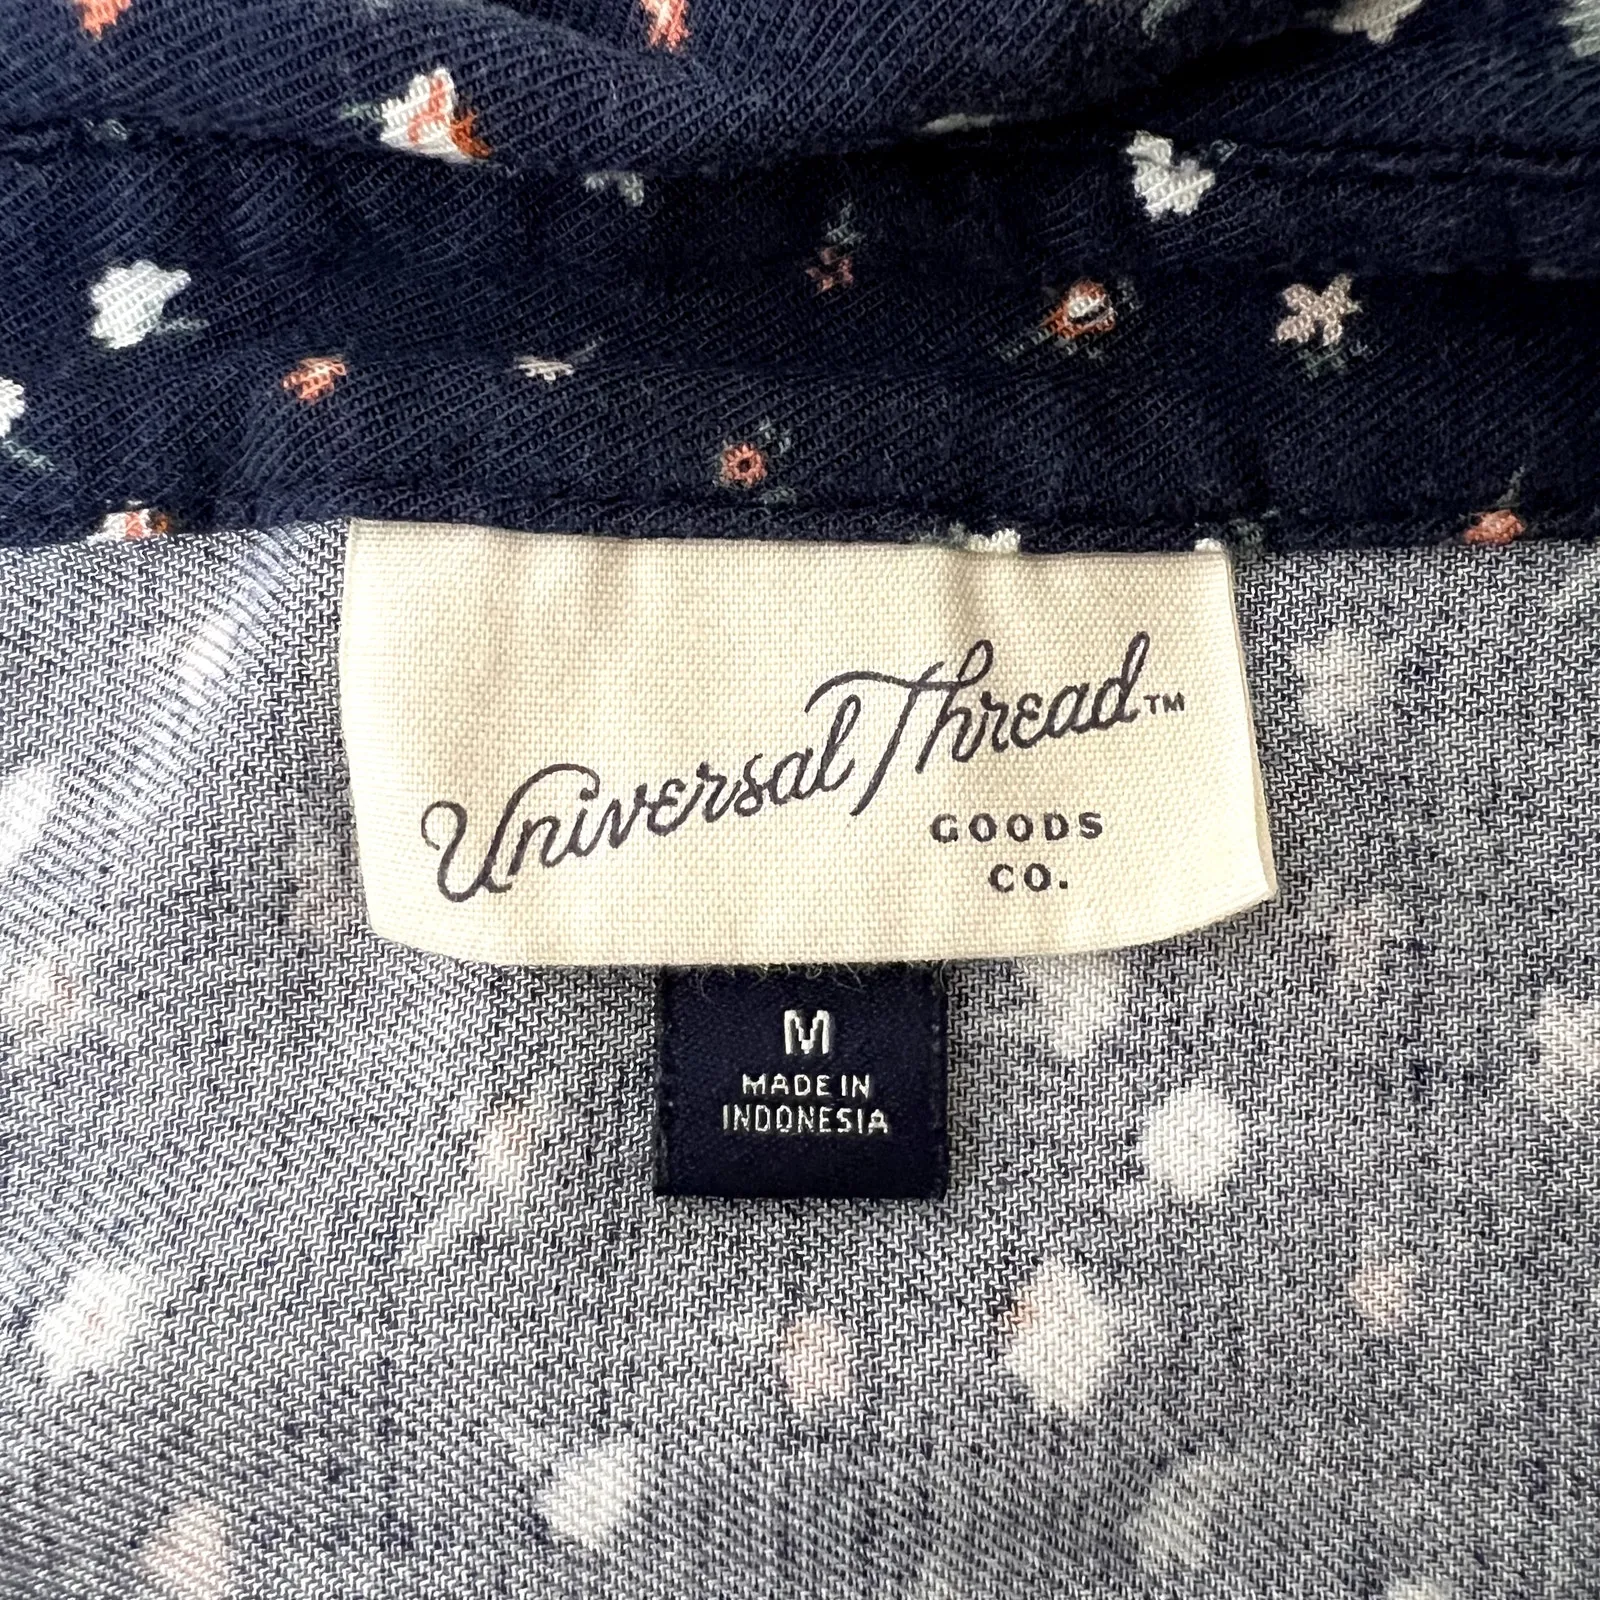 Universal Thread™
GOODS
CO.
M
MADE IN
INDONESIA